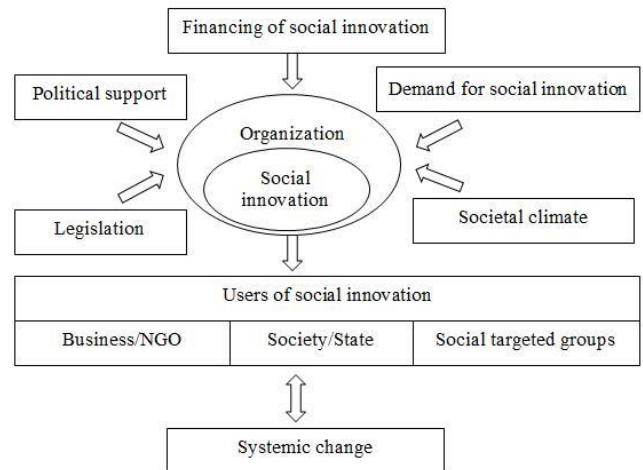 Financing of social innovation
Political support
Demand for social innovation
Organization
Social
innovation
Legislation
Societal climate
Users of social innovation
Business/NGO
Society/State
Social targeted groups
Systemic change